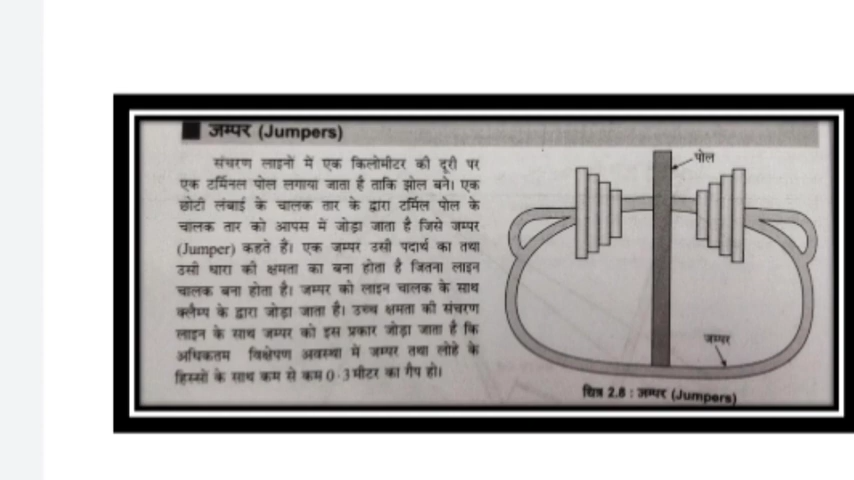 जम्पर (Jumpers)
संचरण लाइनों में एक किलोमीटर की दूरी पर
एक टर्मिनल पोल लगाया जाता है ताकि झोल बने। एक
छोटी लंबाई के चालक तार के द्वारा टर्मिल पोल के
चालक तार को आपस में जोड़ा जाता है जिसे जम्पर
(Jumper) कहते हैं। एक जम्पर उसी पदार्थ का तथा
उसी धारा की क्षमता का बना होता है जितना लाइन
चालक बना होता है। जम्पर को लाइन चालक के साथ
क्लैम्प के द्वारा जोड़ा जाता है। उच्च क्षमता की संचरण
लाइन के साथ जम्पर को इस प्रकार जोड़ा जाता है कि
अधिकतम विक्षेपण अवस्था में जम्पर तथा लोहे के
हिस्सों के साथ कम से कम 0·3 मीटर का गैप हो।
पोल
जम्पर
चित्र 2.8 : जम्पर (Jumpers)